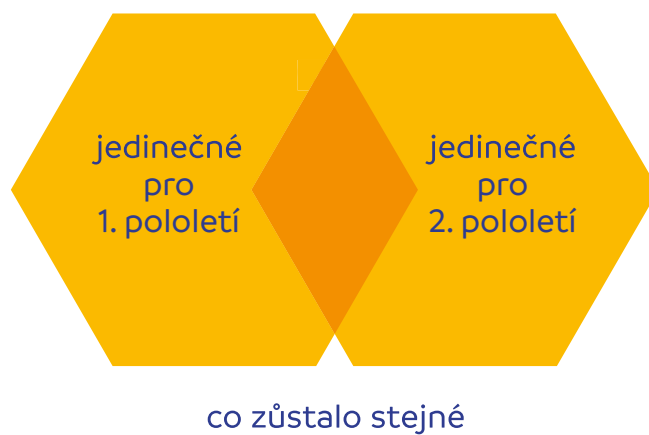 jedinečné
pro
1. pololetí
jedinečné
pro
2. pololetí
co zůstalo stejné